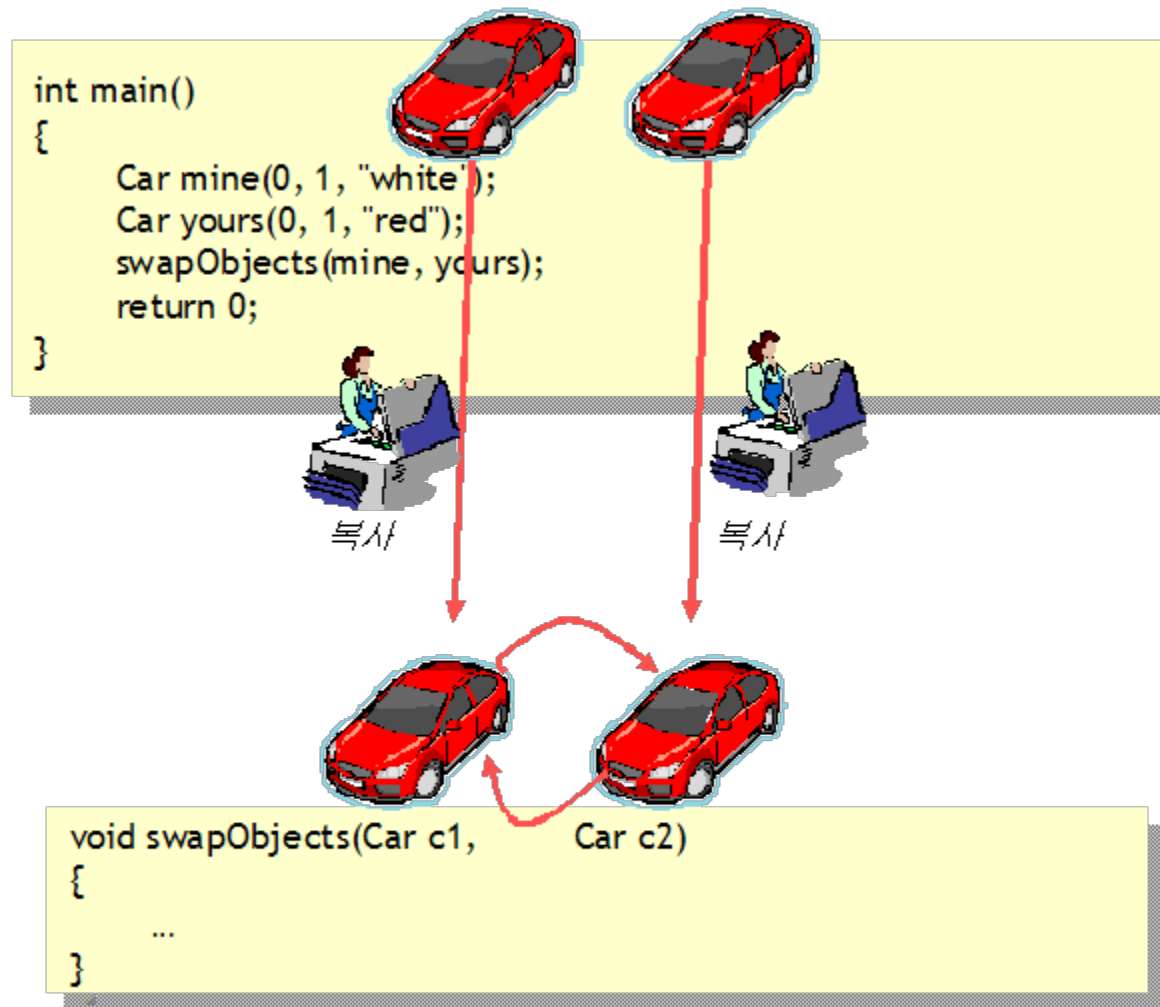 int main()
{
Car mine(0, 1, "white");
Car yours(0, 1, "red");
swapObjects(mine, yours);
return 0;
}
복사
복사
void swapObjects(Car c1, Car c2)
{
...
}